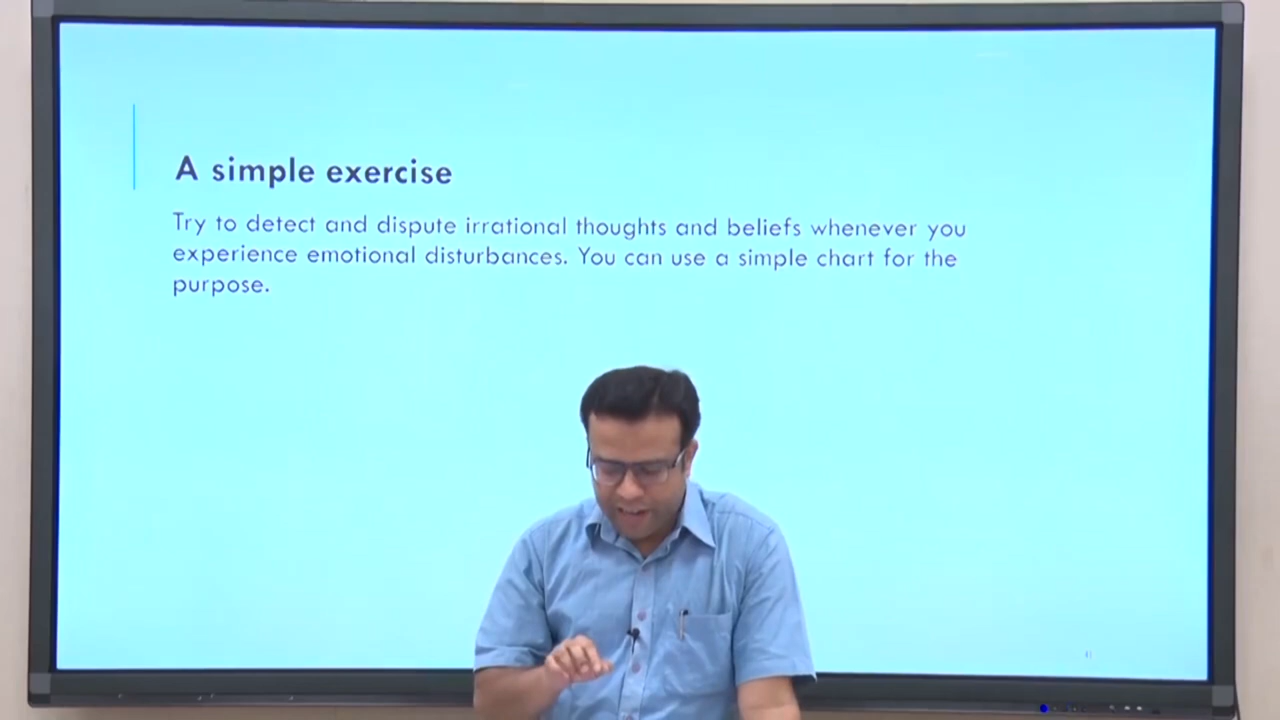 A simple exercise
Try to detect and dispute irrational thoughts and beliefs whenever you
experience emotional disturbances. You can use a simple chart for the
purpose.